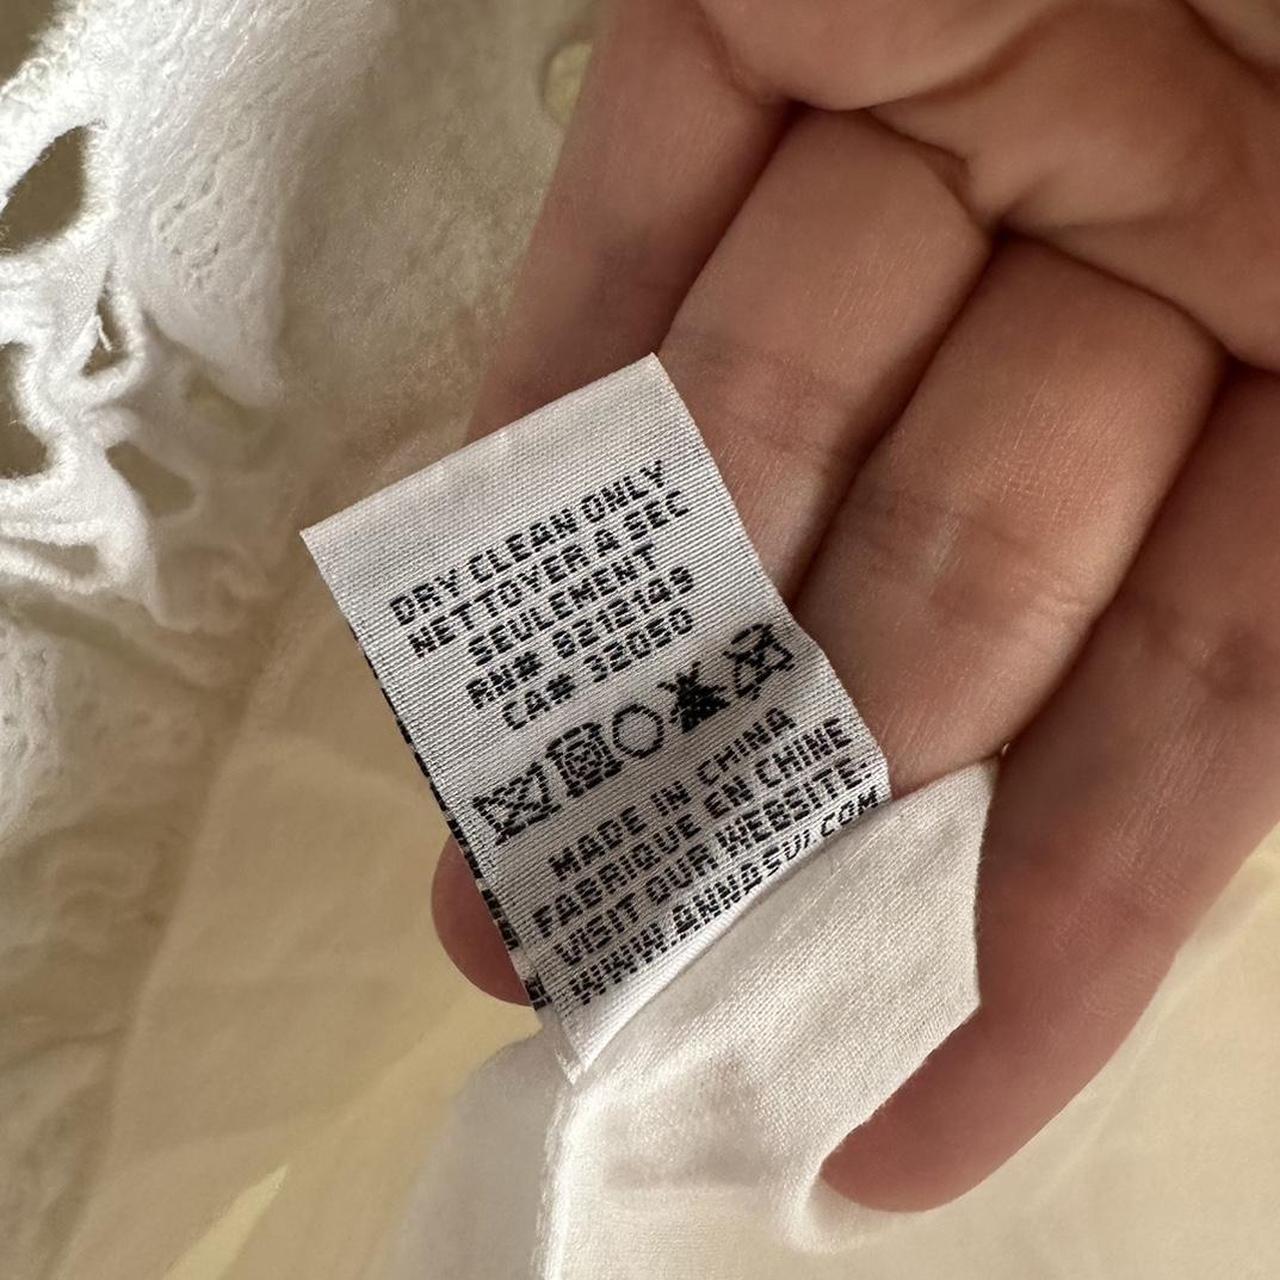 DRY CLEAN ONLY
NETTOYER A SEC
SEULEMENT
RN# 8212149
CA# 32050
MADE IN CHINA
FABRIQUE EN CHINE
VISIT OUR WEBSITE:
WWW.ANNASUI.COM